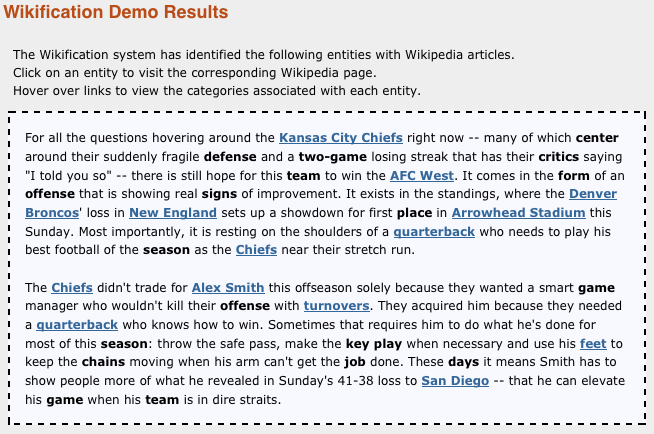 Wikification Demo Results
The Wikification system has identified the following entities with Wikipedia articles.
Click on an entity to visit the corresponding Wikipedia page.
Hover over links to view the categories associated with each entity.
For all the questions hovering around the Kansas City Chiefs right now -- many of which center
around their suddenly fragile defense and a two-game losing streak that has their critics saying
"I told you so" -- there is still hope for this team to win the AFC West. It comes in the form of an
offense that is showing real signs of improvement. It exists in the standings, where the Denver
Broncos' loss in New England sets up a showdown for first place in Arrowhead Stadium this
Sunday. Most importantly, it is resting on the shoulders of a quarterback who needs to play his
best football of the season as the Chiefs near their stretch run.
The Chiefs didn't trade for Alex Smith this offseason solely because they wanted a smart game
manager who wouldn't kill their offense with turnovers. They acquired him because they needed
a quarterback who knows how to win. Sometimes that requires him to do what he's done for
most of this season: throw the safe pass, make the key play when necessary and use his feet to
keep the chains moving when his arm can't get the job done. These days it means Smith has to
show people more of what he revealed in Sunday's 41-38 loss to San Diego -- that he can elevate
his game when his team is in dire straits.